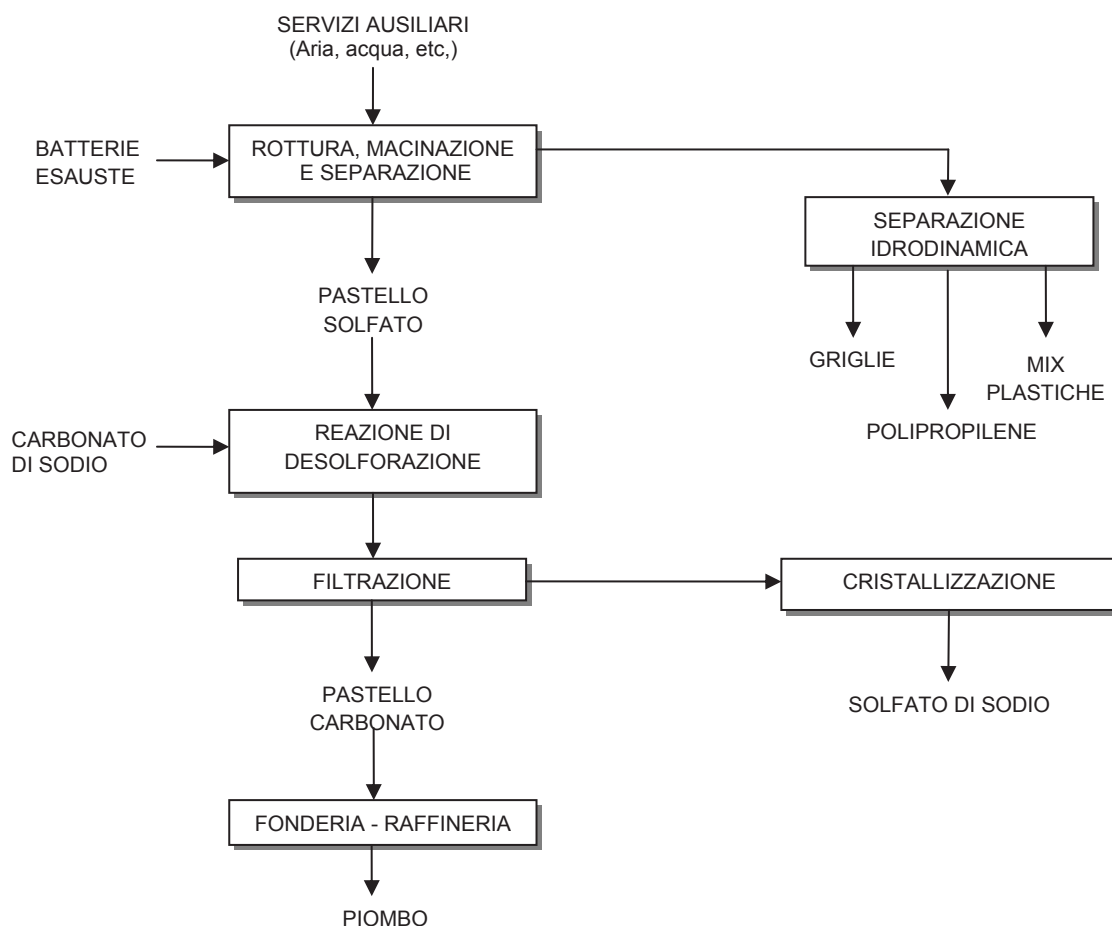 SERVIZI AUSILIARI
(Aria, acqua, etc,)
BATTERIE
ESAUSTE
ROTTURA, MACINAZIONE
E SEPARAZIONE
SEPARAZIONE
IDRODINAMICA
PASTELLO
SOLFATO
GRIGLIE
MIX
PLASTICHE
POLIPROPILENE
CARBONATO
DI SODIO
REAZIONE DI
DESOLFORAZIONE
FILTRAZIONE
CRISTALLIZZAZIONE
PASTELLO
CARBONATO
SOLFATO DI SODIO
FONDERIA - RAFFINERIA
PIOMBO